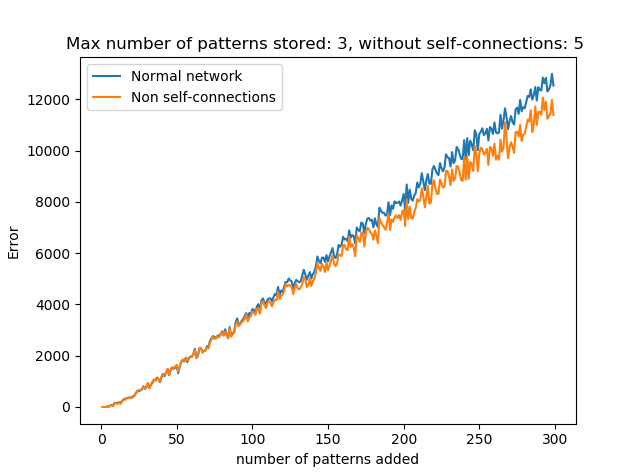 Max number of patterns stored: 3, without self-connections: 5
Normal network
Non self-connections
12000
10000
8000
6000
4000
2000
0
Error
0 50 100 150 200 250 300
number of patterns added